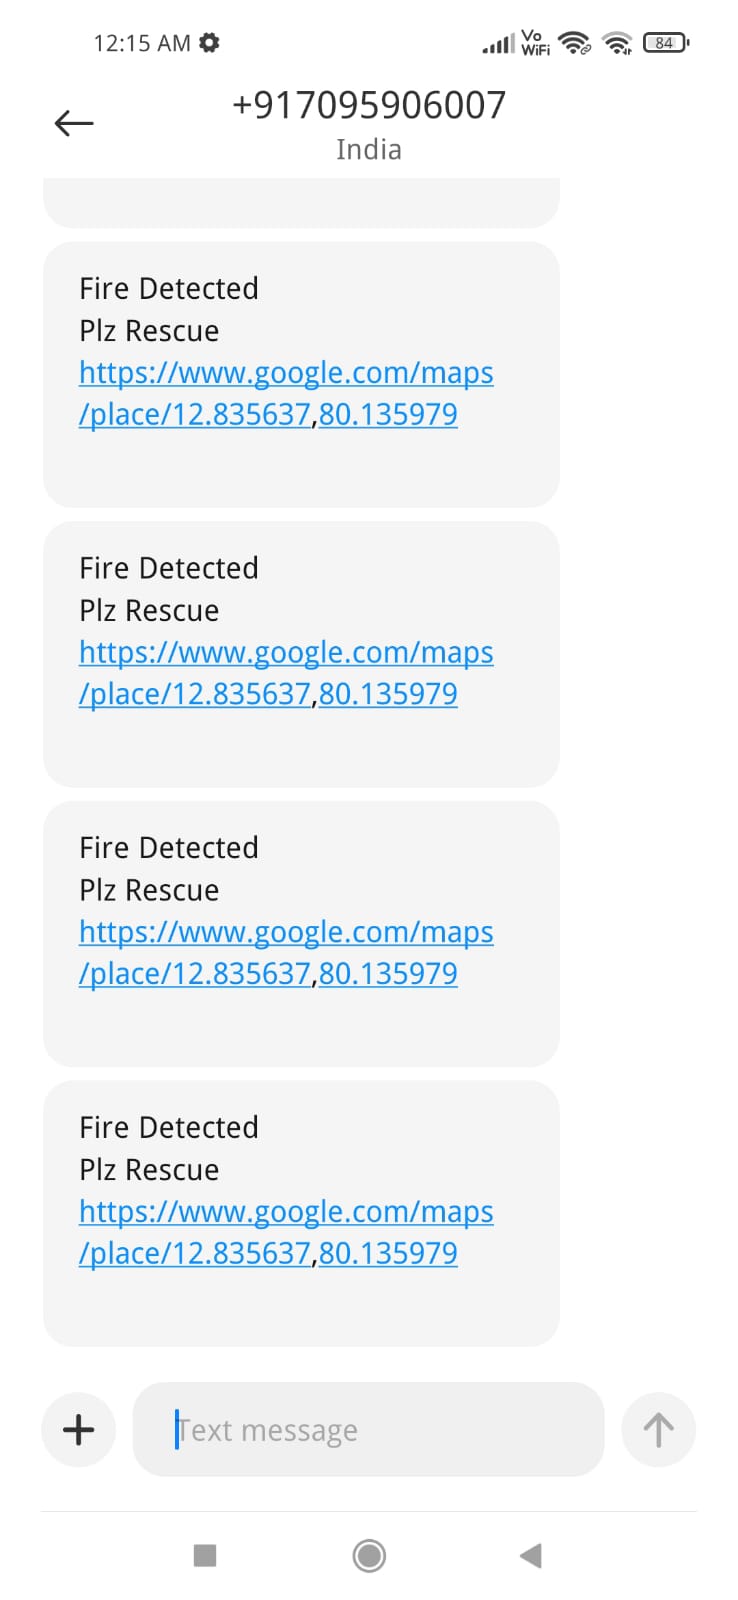 12:15 AM
Vo
WiFi
84
+917095906007
India
Fire Detected
Plz Rescue
https://www.google.com/maps
/place/12.835637,80.135979
Fire Detected
Plz Rescue
https://www.google.com/maps
/place/12.835637,80.135979
Fire Detected
Plz Rescue
https://www.google.com/maps
/place/12.835637,80.135979
Fire Detected
Plz Rescue
https://www.google.com/maps
/place/12.835637,80.135979
Text message